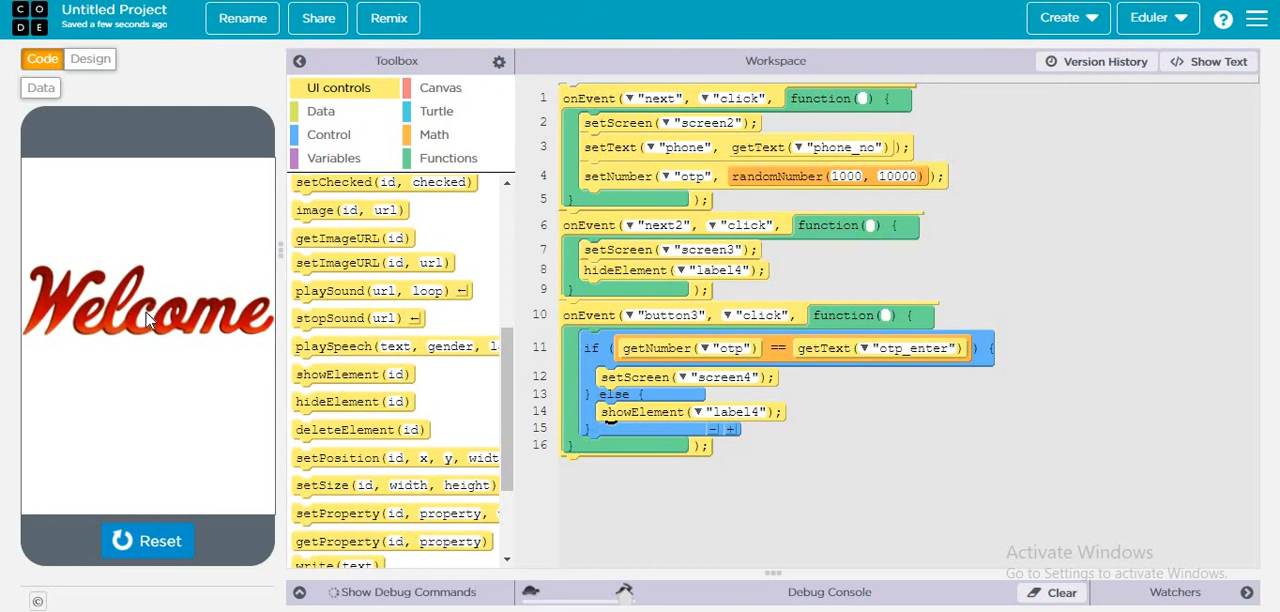 CODE
Untitled Project
Saved a few seconds ago
Rename
Share
Remix
Create
Eduler
?
Code
Design
Data
Toolbox
Workspace
Version History
</> Show Text
UI controls
Canvas
Data
Turtle
Control
Math
Variables
Functions
setChecked(id, checked)
image(id, url)
getImageURL(id)
setImageURL(id, url)
playSound(url, loop)
stopSound(url)
playSpeech(text, gender, l
showElement(id)
hideElement(id)
deleteElement(id)
setPosition(id, x, y, widt
setSize(id, width, height)
setProperty(id, property,
getProperty(id, property)
write(text)
Welcome
Reset
1 onEvent("next", "click", function() {
2 setScreen("screen2");
3 setText("phone", getText("phone_no"));
4 setNumber("otp", randomNumber(1000, 10000));
5 } );
6 onEvent("next2", "click", function() {
7 setScreen("screen3");
8 hideElement("label4");
9 } );
10 onEvent("button3", "click", function() {
11 if (getNumber("otp") == getText("otp_enter")) {
12 setScreen("screen4");
13 } else {
14 showElement("label4");
15 } - +
16 } );
Activate Windows
Go to Settings to activate Windows.
©
Show Debug Commands
Debug Console
Clear
Watchers